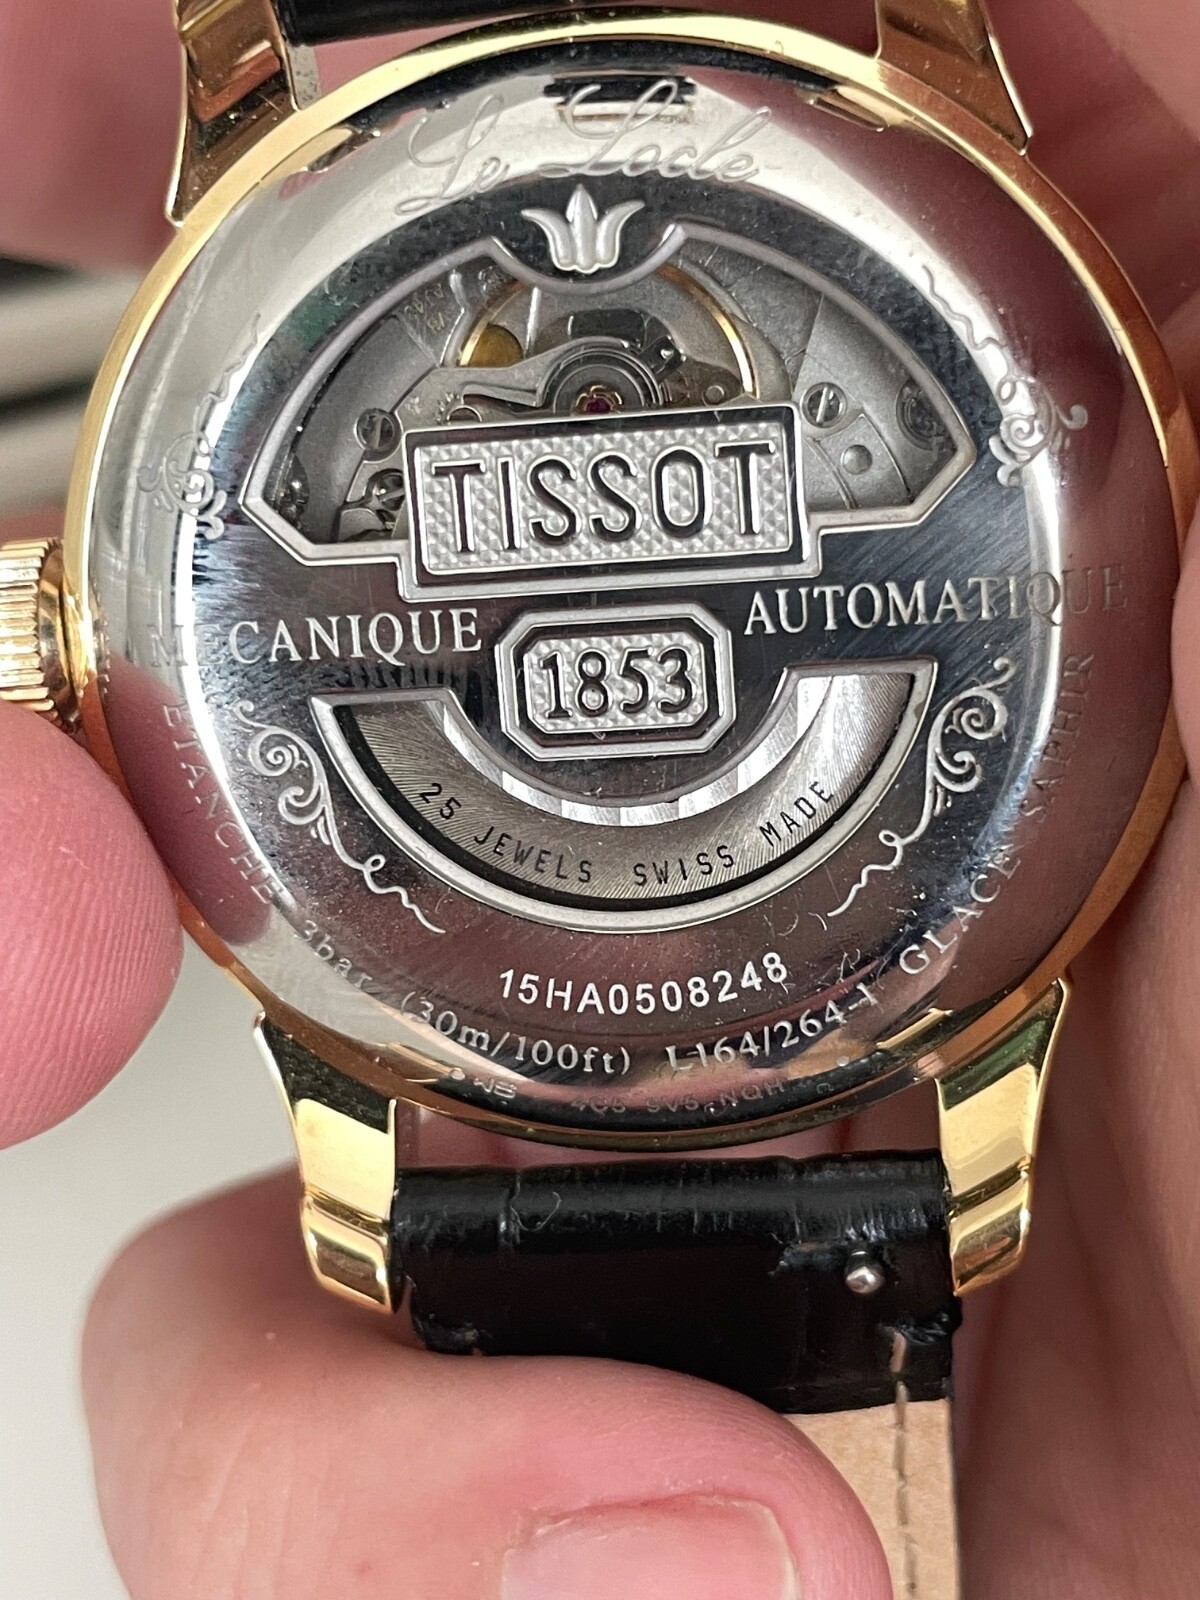 Le Locle
TISSOT
MECANIQUE
AUTOMATIQUE
1853
25 JEWELS SWISS MADE
15HA0508248
ETANCHE 3bar (30m/100ft) L164/264-1 GLACE SAPHIR